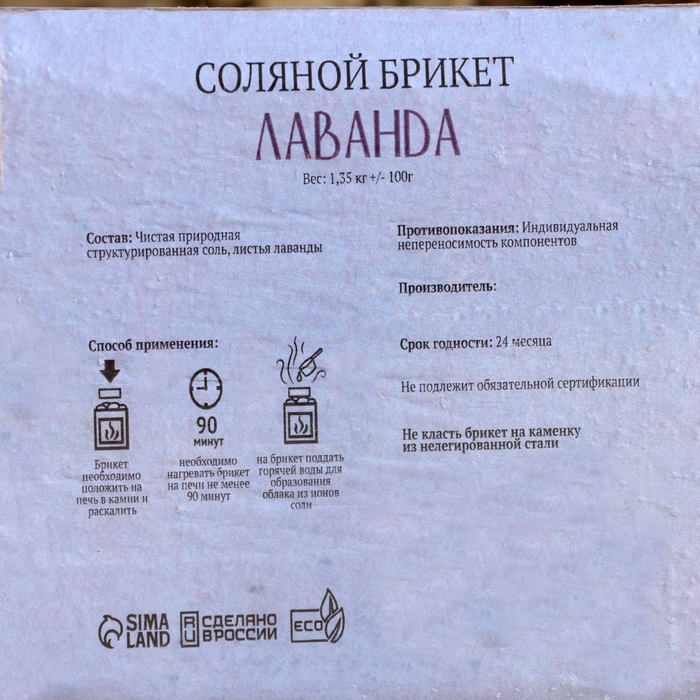 СОЛЯНОЙ БРИКЕТ
ЛАВАНДА
Вес: 1,35 кг +/- 100г
Состав: Чистая природная
структурированная соль, листья лаванды
Способ применения:
Брикет
необходимо
положить на
печь в камни и
раскалить
90
минут
необходимо
нагревать брикет
на печи не менее
90 минут
на брикет поддать
горячей воды для
образования
облака из ионов
соли
Противопоказания: Индивидуальная
непереносимость компонентов
Производитель:
Срок годности: 24 месяца
Не подлежит обязательной сертификации
Не класть брикет на каменку
из нелегированной стали
SIMA
LAND
RU
СДЕЛАНО
В РОССИИ
ECO